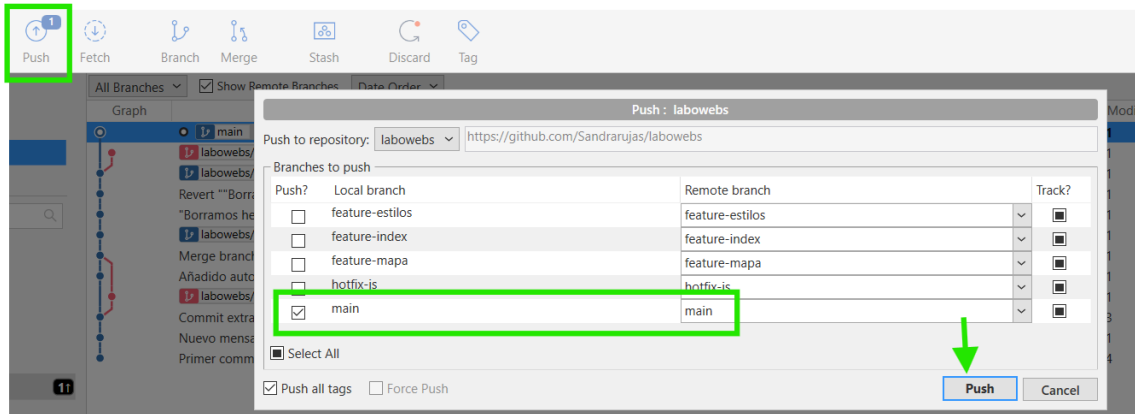 1
Push Fetch Branch Merge Stash Discard Tag
All Branches Show Remote Branches Date Order
Graph
Push : labowebs
Modi
main
Push to repository: labowebs https://github.com/Sandrarujas/labowebs
labowebs/
Branches to push
labowebs/
Push? Local branch Remote branch Track?
Revert ""Borra
feature-estilos feature-estilos
"Borramos he
labowebs/
feature-index feature-index
Merge branch
feature-mapa feature-mapa
Añadido auto
hotfix-js hotfix-js
labowebs/
main main
Commit extra
Nuevo mensa
Select All
Primer comm
Push all tags Force Push Push Cancel
1↑